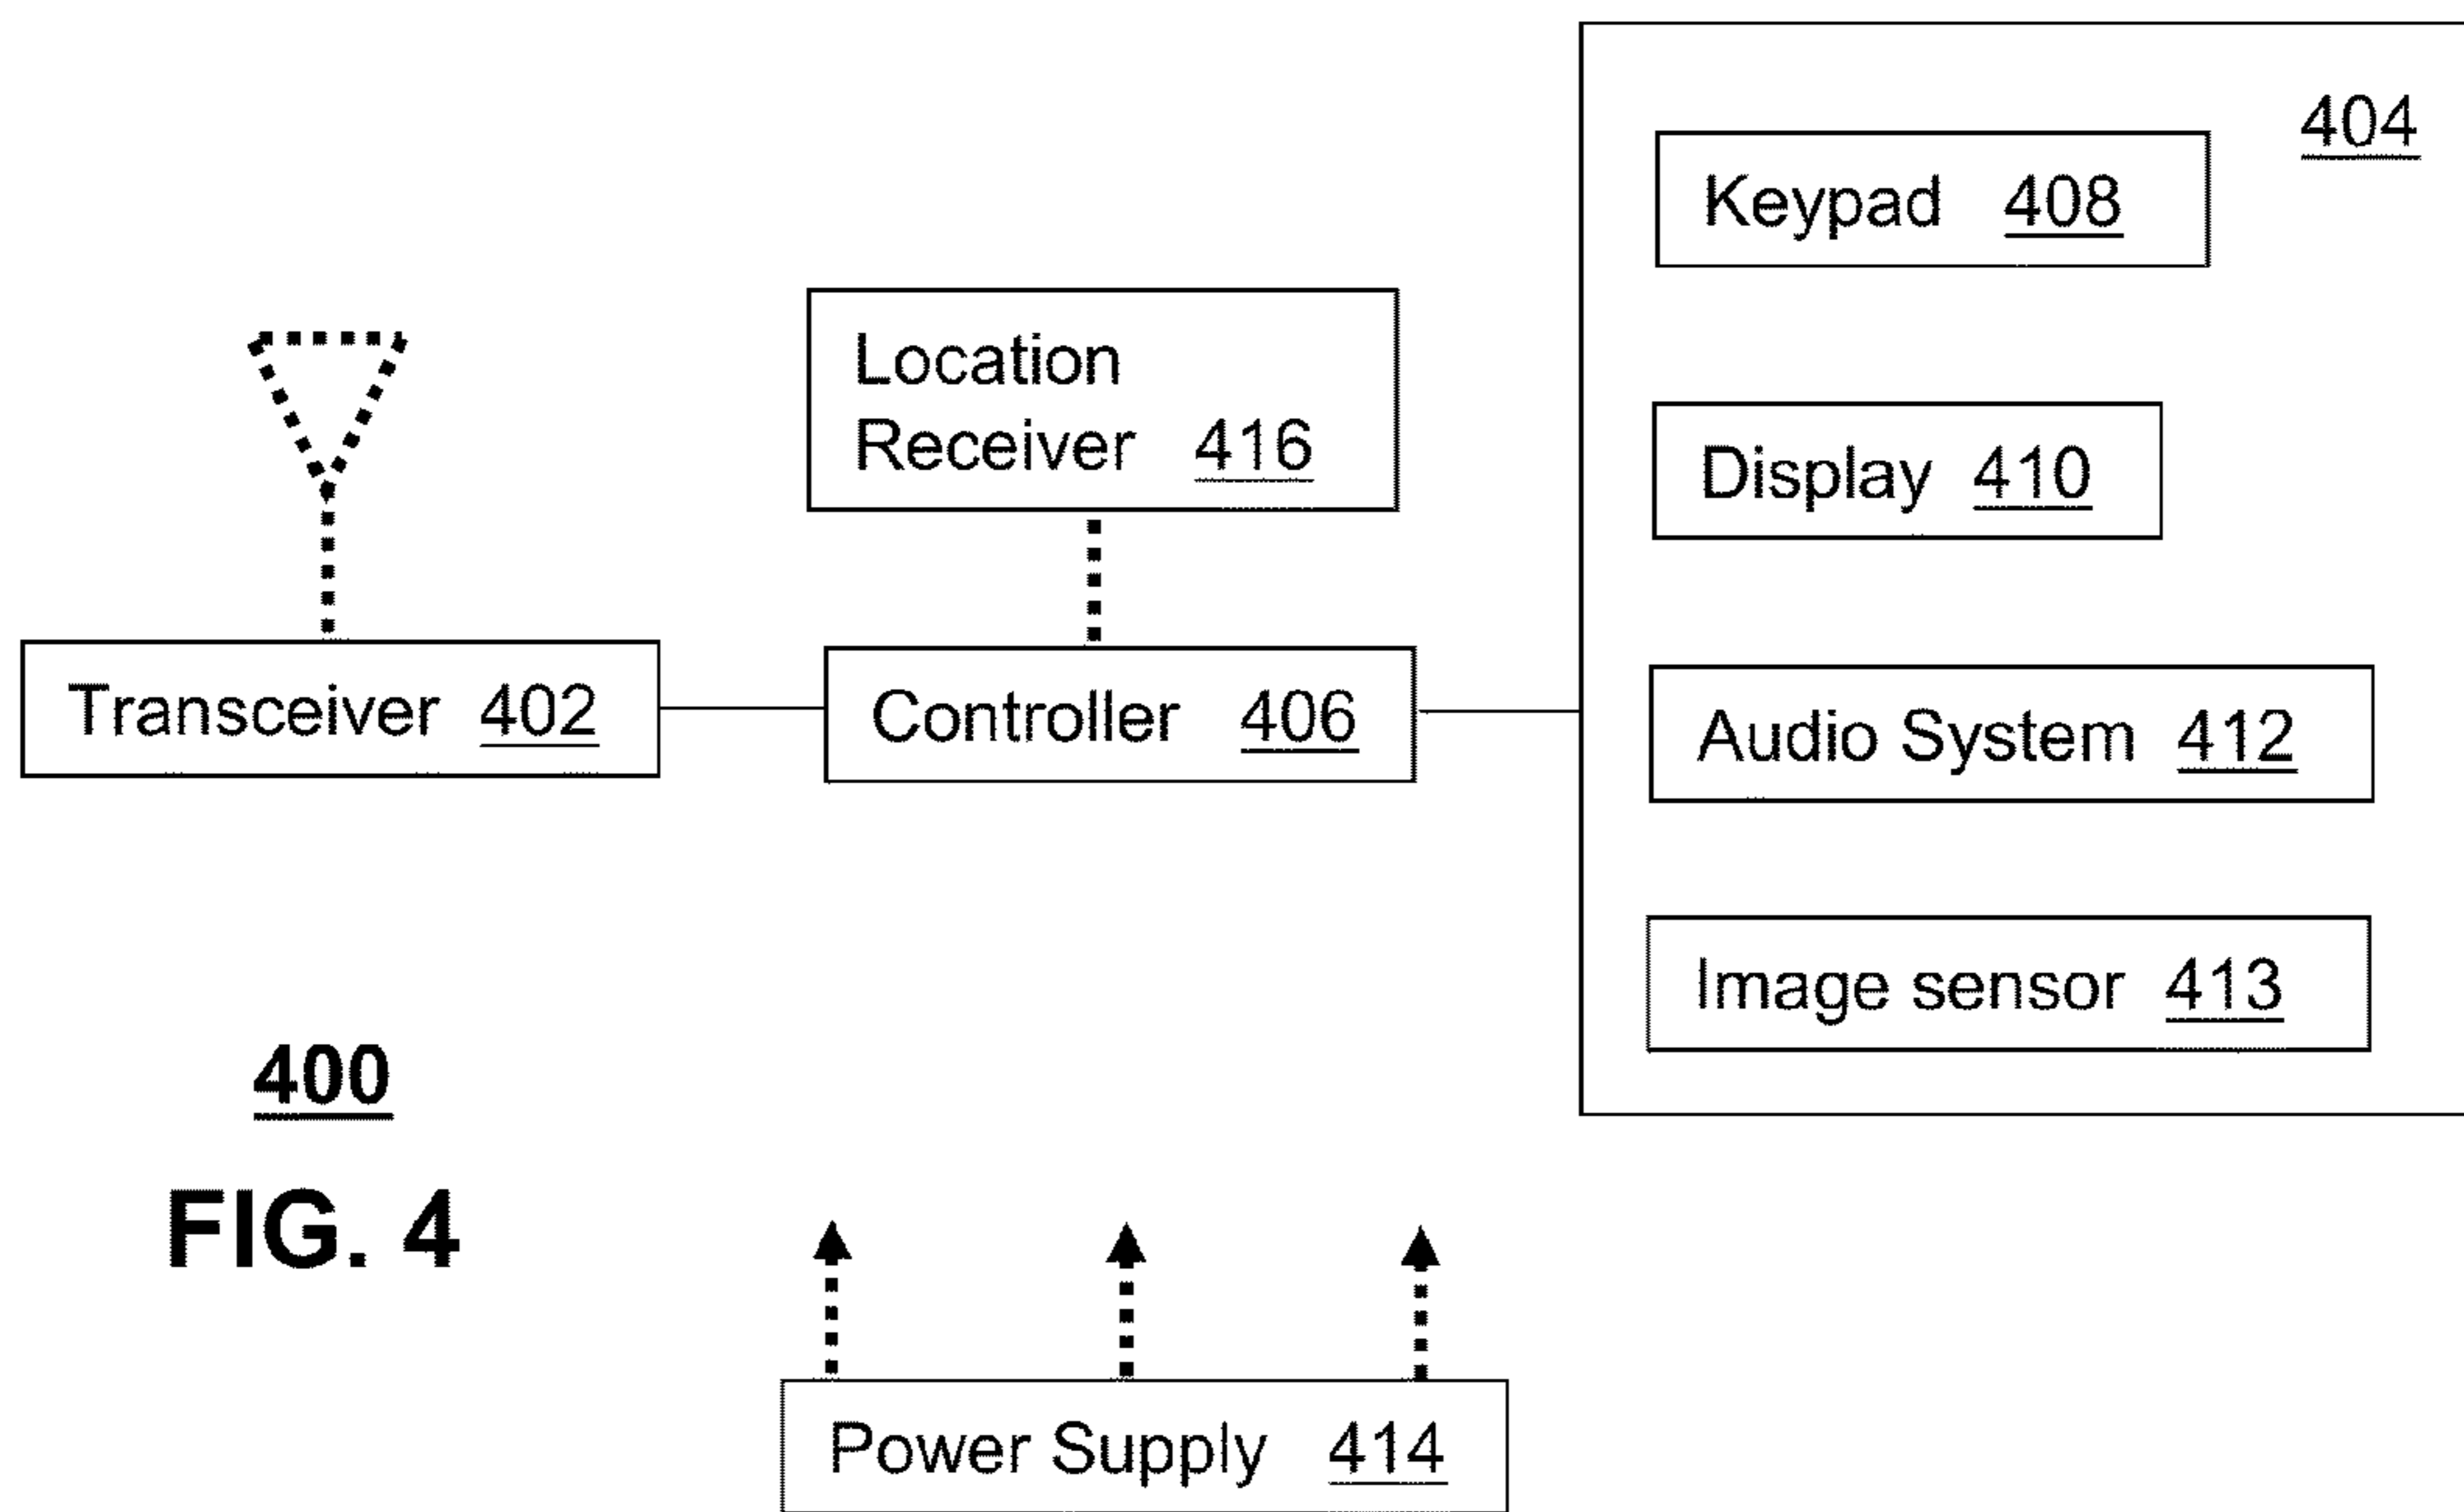 404
Keypad 408
Location
Receiver 416
Display 410
Transceiver 402
Controller 406
Audio System 412
Image sensor 413
400
FIG. 4
Power Supply 414